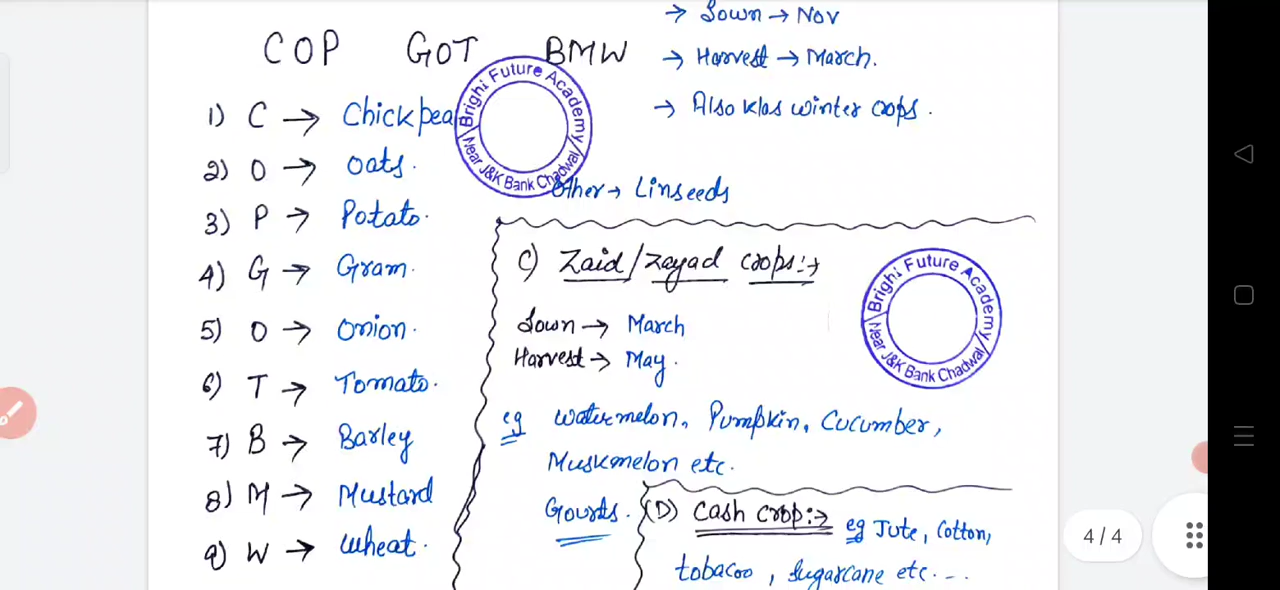 COP GOT BMW
→ Sown → Nov
→ Harvest → March.
→ Also k/as winter crops.
1) C → Chickpea
2) O → Oats.
3) P → Potato.
4) G → Gram.
5) O → Onion.
6) T → Tomato.
7) B → Barley
8) M → Mustard
9) W → Wheat.
Bright Future Academy
Near J&K Bank Chadwal
Other → Linseeds
C) Zaid/Zayad crops:→
Sown → March
Harvest → May.
eg Watermelon, Pumpkin, Cucumber,
Muskmelon etc.
Gourds.
Bright Future Academy
Near J&K Bank Chadwal
(D) Cash crop:→ eg Jute, Cotton,
tobacoo, Sugarcane etc....
4 / 4